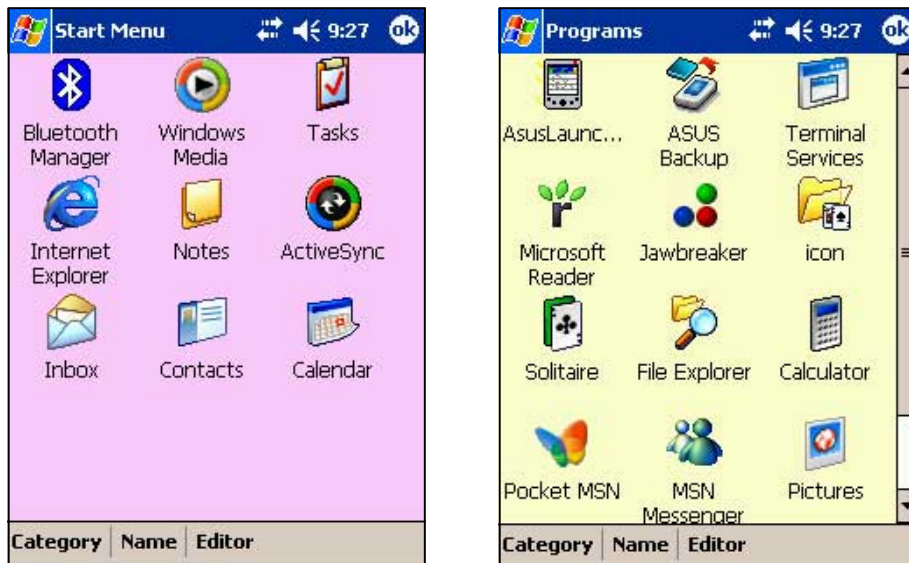 Start Menu 9:27 ok
Bluetooth Manager
Windows Media
Tasks
Internet Explorer
Notes
ActiveSync
Inbox
Contacts
Calendar
Category Name Editor
Programs 9:27 ok
AsusLaunc...
ASUS Backup
Terminal Services
Microsoft Reader
Jawbreaker
icon
Solitaire
File Explorer
Calculator
Pocket MSN
MSN Messenger
Pictures
Category Name Editor